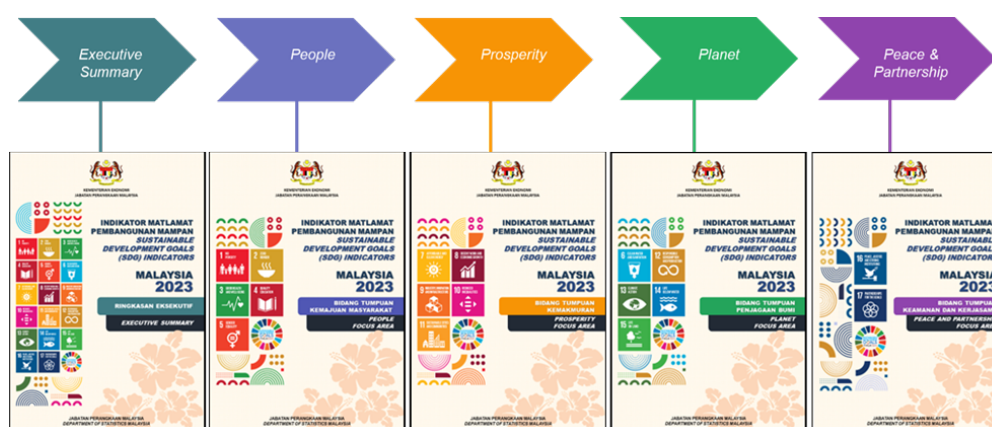 Executive
Summary
People
Prosperity
Planet
Peace &
Partnership
KEMENTERIAN EKONOMI
JABATAN PERANGKAAN MALAYSIA
INDIKATOR MATLAMAT
PEMBANGUNAN MAMPAN
SUSTAINABLE
DEVELOPMENT GOALS
(SDG) INDICATORS
MALAYSIA
2023
RINGKASAN EKSEKUTIF
EXECUTIVE SUMMARY
JABATAN PERANGKAAN MALAYSIA
DEPARTMENT OF STATISTICS MALAYSIA
KEMENTERIAN EKONOMI
JABATAN PERANGKAAN MALAYSIA
INDIKATOR MATLAMAT
PEMBANGUNAN MAMPAN
SUSTAINABLE
DEVELOPMENT GOALS
(SDG) INDICATORS
MALAYSIA
2023
BIDANG TUMPUAN
KEMAJUAN MASYARAKAT
PEOPLE
FOCUS AREA
JABATAN PERANGKAAN MALAYSIA
DEPARTMENT OF STATISTICS MALAYSIA
KEMENTERIAN EKONOMI
JABATAN PERANGKAAN MALAYSIA
INDIKATOR MATLAMAT
PEMBANGUNAN MAMPAN
SUSTAINABLE
DEVELOPMENT GOALS
(SDG) INDICATORS
MALAYSIA
2023
BIDANG TUMPUAN
KEMAKMURAN
PROSPERITY
FOCUS AREA
JABATAN PERANGKAAN MALAYSIA
DEPARTMENT OF STATISTICS MALAYSIA
KEMENTERIAN EKONOMI
JABATAN PERANGKAAN MALAYSIA
INDIKATOR MATLAMAT
PEMBANGUNAN MAMPAN
SUSTAINABLE
DEVELOPMENT GOALS
(SDG) INDICATORS
MALAYSIA
2023
BIDANG TUMPUAN
PENJAGAAN BUMI
PLANET
FOCUS AREA
JABATAN PERANGKAAN MALAYSIA
DEPARTMENT OF STATISTICS MALAYSIA
KEMENTERIAN EKONOMI
JABATAN PERANGKAAN MALAYSIA
INDIKATOR MATLAMAT
PEMBANGUNAN MAMPAN
SUSTAINABLE
DEVELOPMENT GOALS
(SDG) INDICATORS
MALAYSIA
2023
BIDANG TUMPUAN
KEAMANAN DAN KERJASAM
PEACE AND PARTNERSHIP
FOCUS AREA
JABATAN PERANGKAAN MALAYSIA
DEPARTMENT OF STATISTICS MALAYSIA